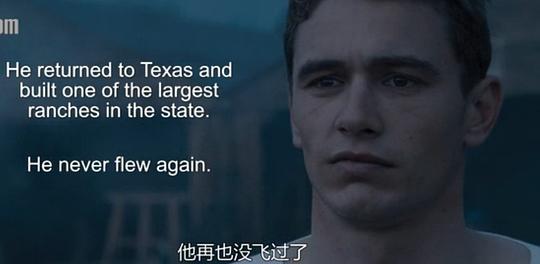 om
He returned to Texas and
built one of the largest
ranches in the state.
He never flew again.
他再也没飞过了